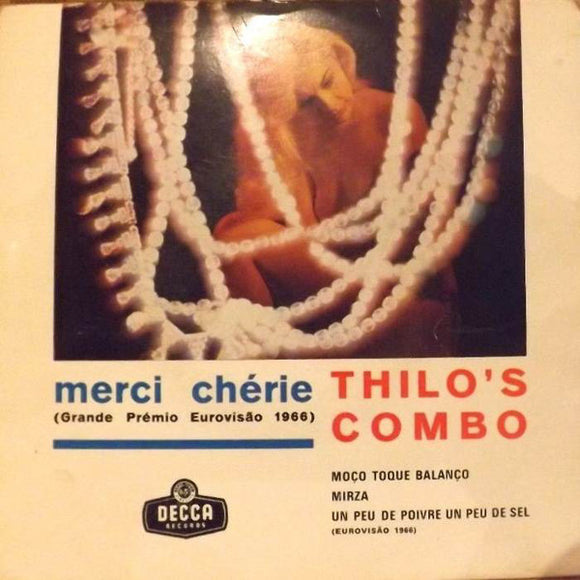 merci chérie
(Grande Prémio Eurovisão 1966)
THILO'S
COMBO
MOÇO TOQUE BALANÇO
MIRZA
UN PEU DE POIVRE UN PEU DE SEL
(EUROVISÃO 1966)
DECCA
RECORDS